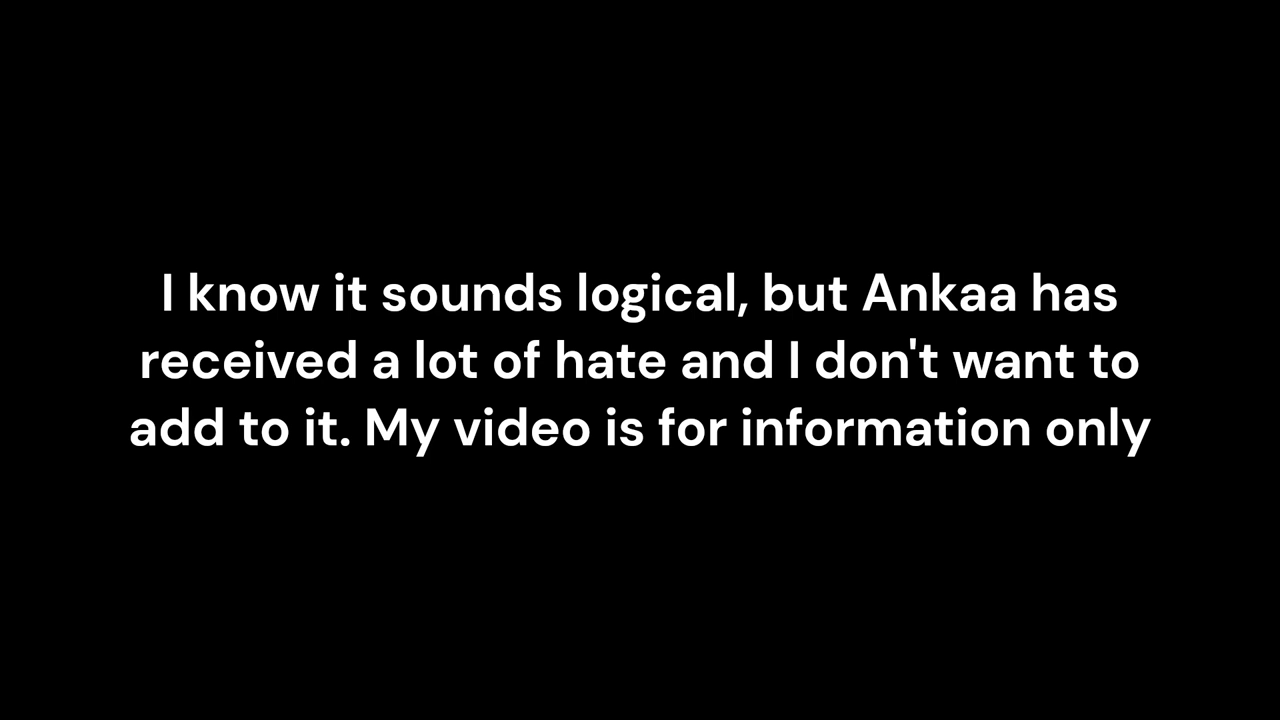 I know it sounds logical, but Ankaa has
received a lot of hate and I don't want to
add to it. My video is for information only